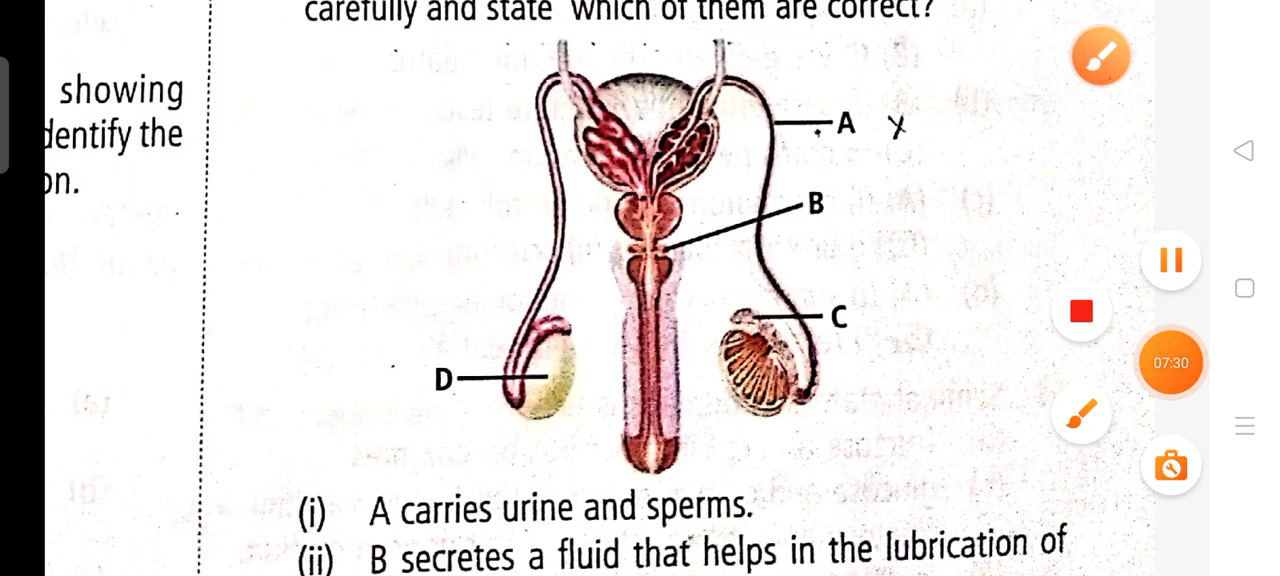 carefully and state which of them are correct?
showing
dentify the
on.
A X
B
C
D
07:30
(i) A carries urine and sperms.
(ii) B secretes a fluid that helps in the lubrication of